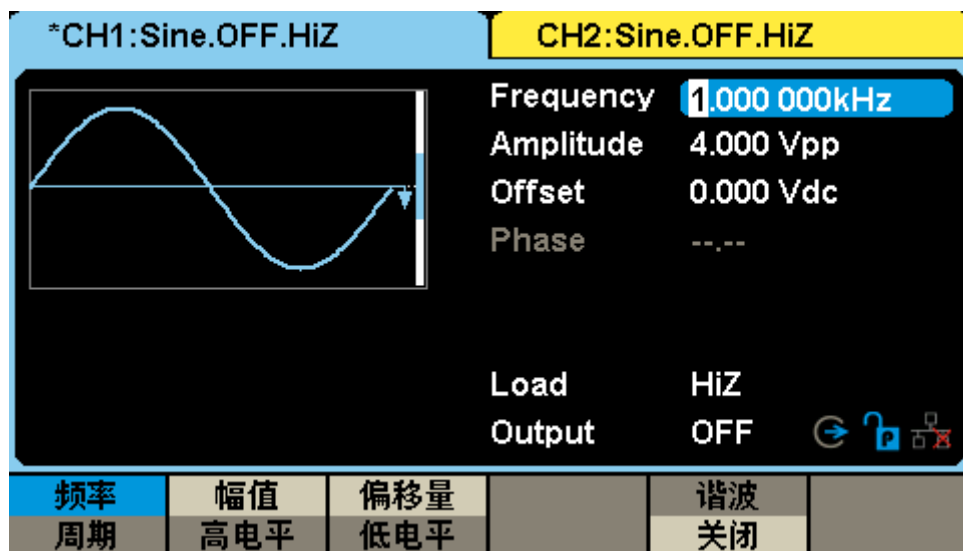 *CH1:Sine.OFF.HiZ CH2:Sine.OFF.HiZ
Frequency 1.000 000kHz
Amplitude 4.000 Vpp
Offset 0.000 Vdc
Phase --.--
Load HiZ
Output OFF P
频率 幅值 偏移量 谐波
周期 高电平 低电平 关闭